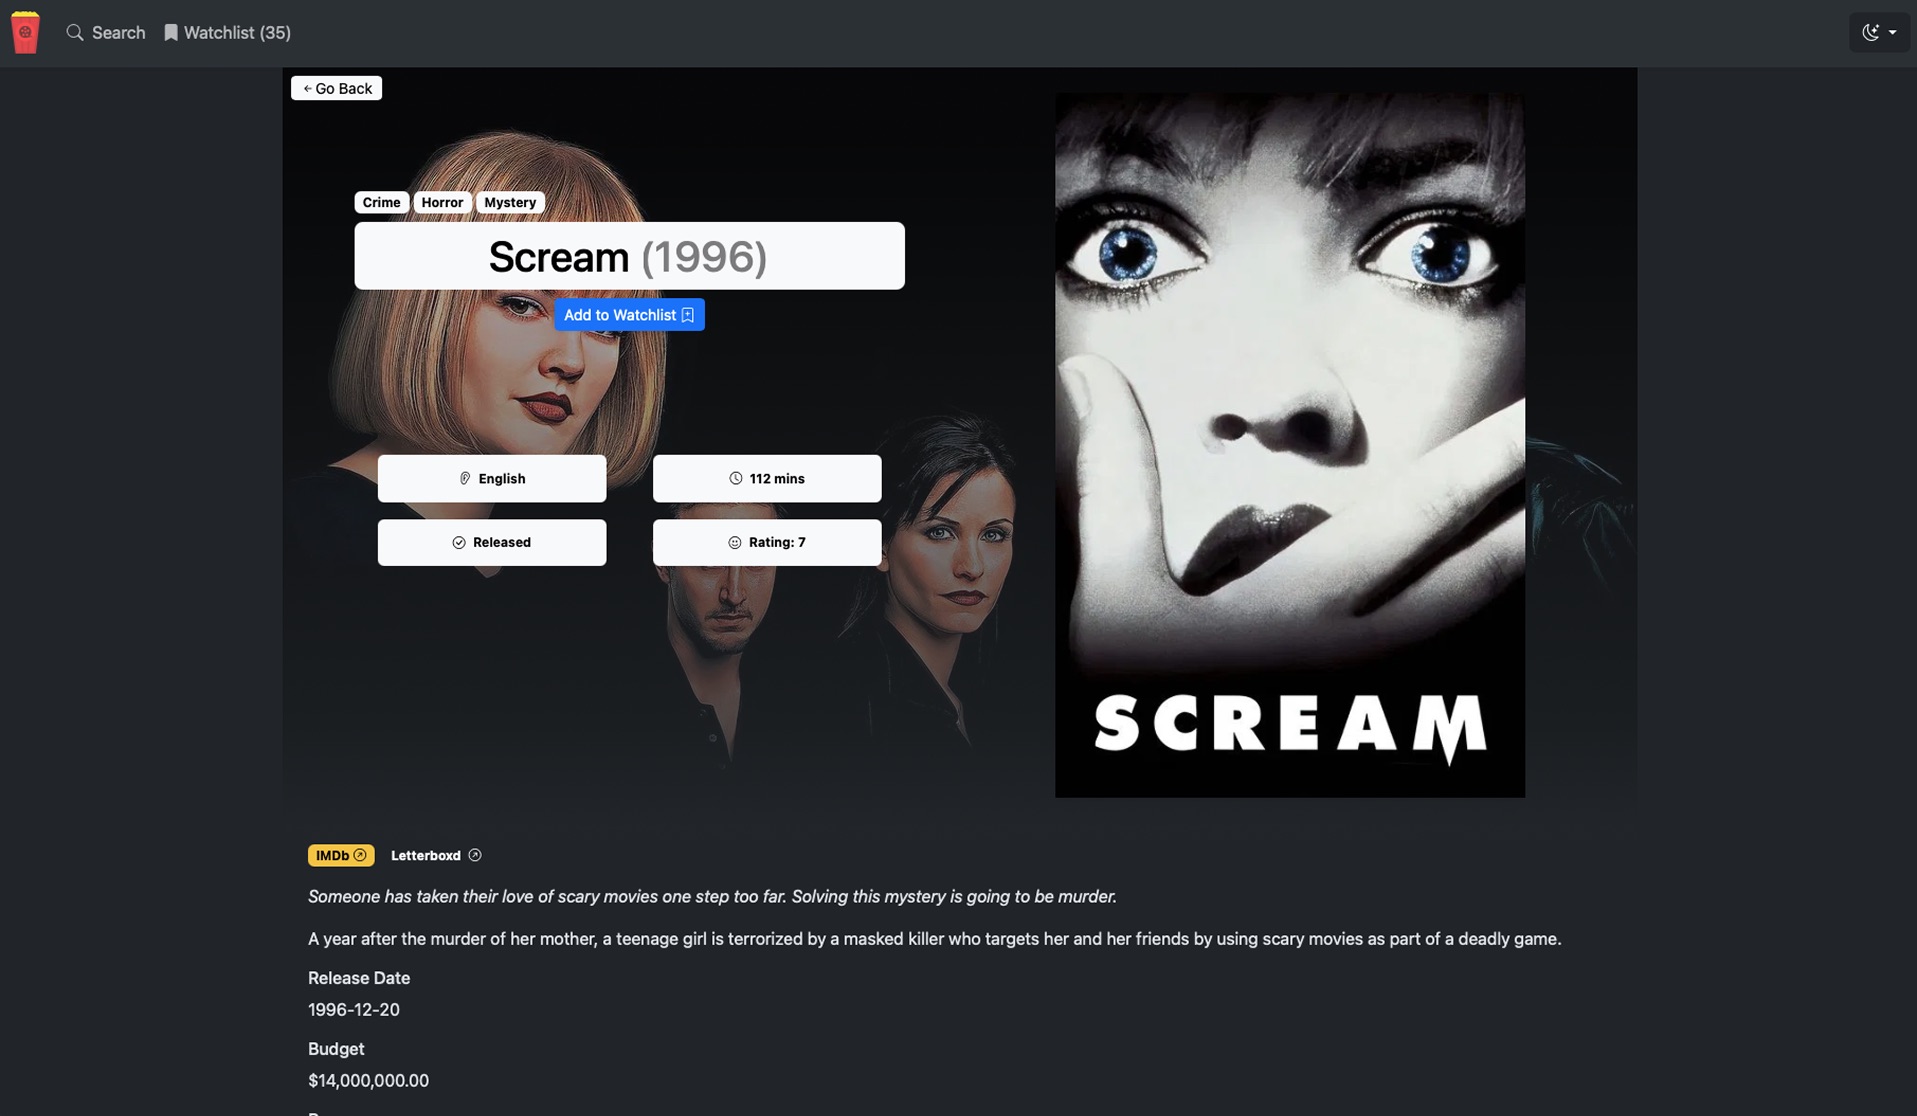 Search
Watchlist (35)
Go Back
Crime Horror Mystery
Scream (1996)
Add to Watchlist
English
112 mins
Released
Rating: 7
SCREAM
IMDb
Letterboxd
Someone has taken their love of scary movies one step too far. Solving this mystery is going to be murder.
A year after the murder of her mother, a teenage girl is terrorized by a masked killer who targets her and her friends by using scary movies as part of a deadly game.
Release Date
1996-12-20
Budget
$14,000,000.00